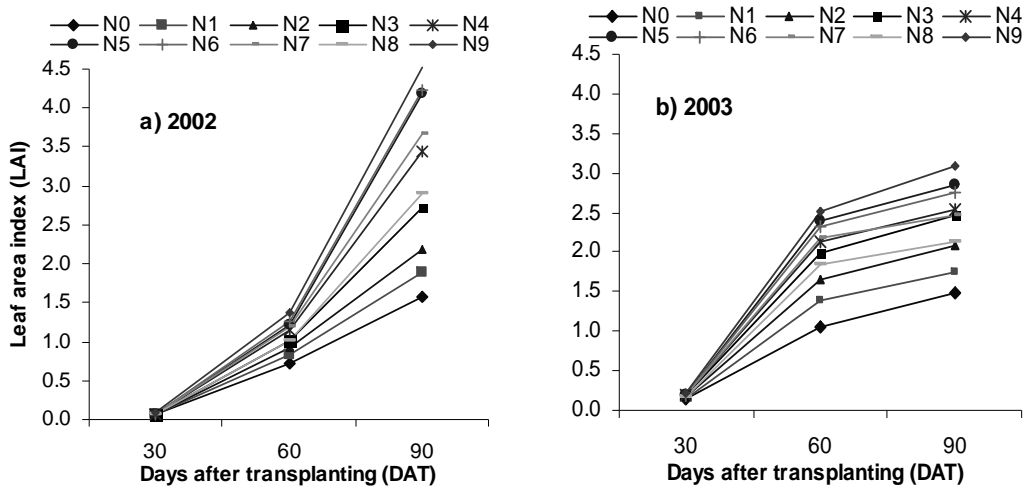 N0 N1 N2 N3 N4
N5 N6 N7 N8 N9
a) 2002
Leaf area index (LAI)
4.5
4.0
3.5
3.0
2.5
2.0
1.5
1.0
0.5
0.0
30 60 90
Days after transplanting (DAT)
N0 N1 N2 N3 N4
N5 N6 N7 N8 N9
b) 2003
4.5
4.0
3.5
3.0
2.5
2.0
1.5
1.0
0.5
0.0
30 60 90
Days after transplanting (DAT)